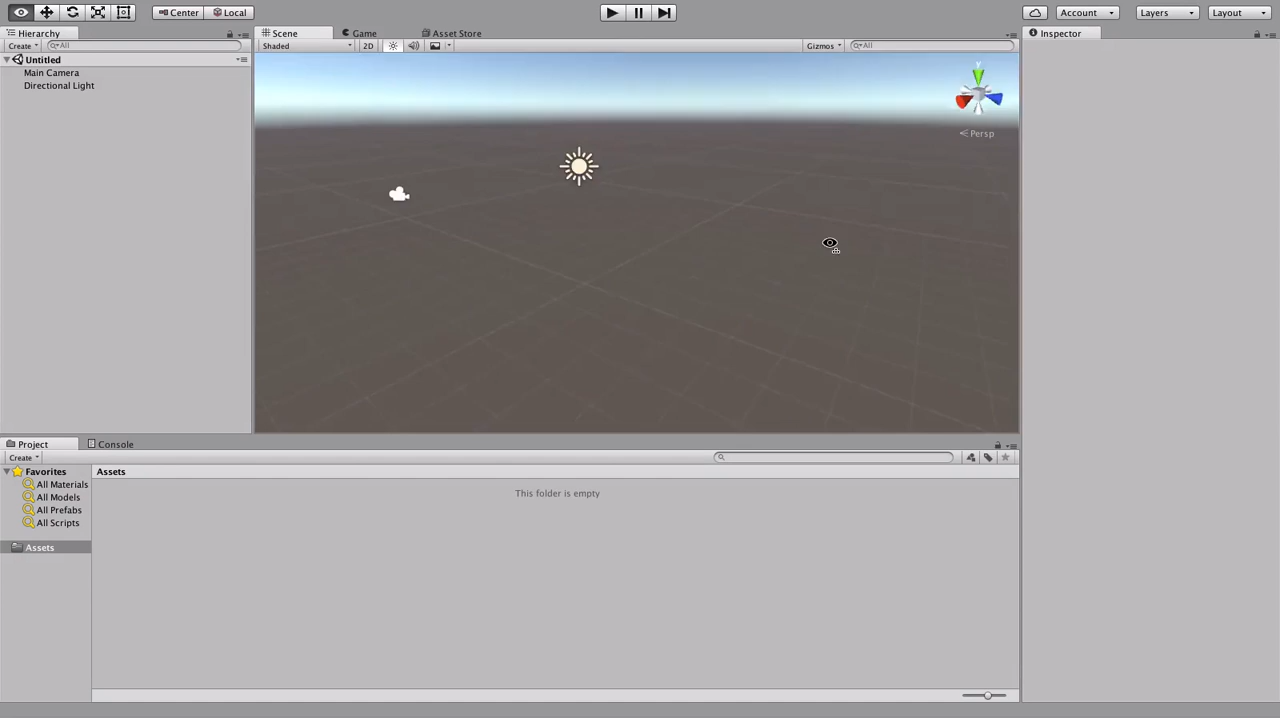 Center Local
Account Layers Layout
Hierarchy
Create All
Untitled
Main Camera
Directional Light
Scene Game Asset Store
Shaded 2D Gizmos All
y
Persp
Inspector
Project Console
Create
Favorites
All Materials
All Models
All Prefabs
All Scripts
Assets
Assets
This folder is empty